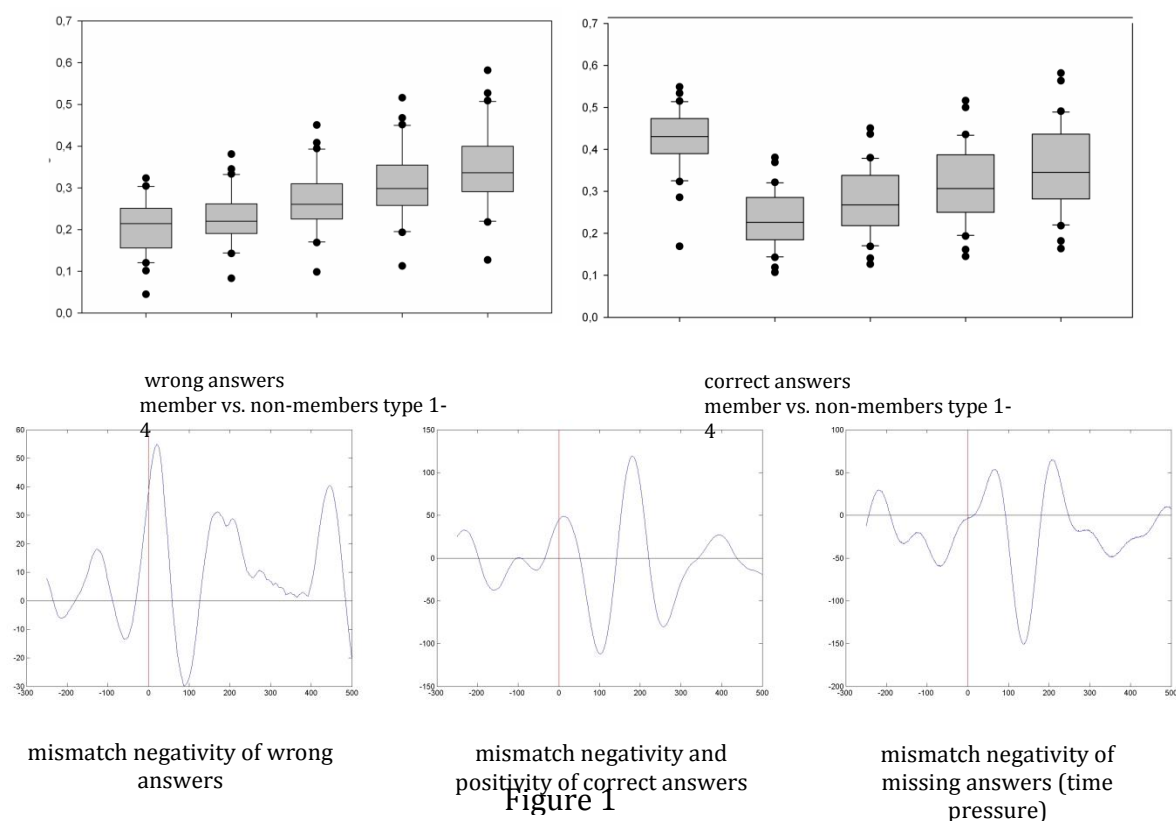 0,7
0,6
0,5
0,4
0,3
0,2
0,1
0,0
0,7
0,6
0,5
0,4
0,3
0,2
0,1
0,0
wrong answers
member vs. non-members type 1-
4
correct answers
member vs. non-members type 1-
4
60
50
40
30
20
10
0
-10
-20
-30
-300 -200 -100 0 100 200 300 400 500
150
100
50
0
-50
-100
-150
-300 -200 -100 0 100 200 300 400 500
100
50
0
-50
-100
-150
-200
-300 -200 -100 0 100 200 300 400 500
mismatch negativity of wrong
answers
mismatch negativity and
positivity of correct answers
mismatch negativity of
missing answers (time
pressure)
Figure 1